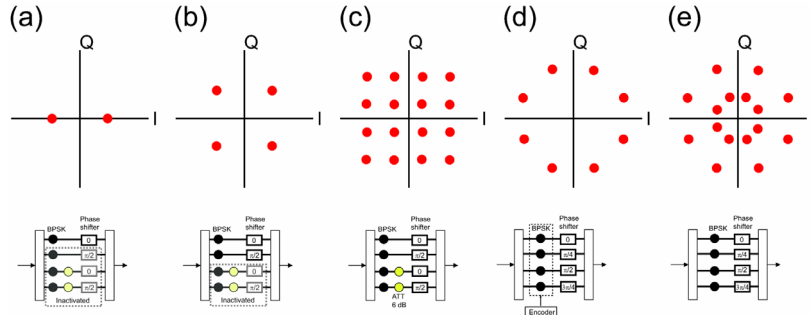 (a) (b) (c) (d) (e)
Q Q Q Q Q
I I I I I
BPSK Phase shifter
0
π/2
0
π/2
Inactivated
BPSK Phase shifter
0
π/2
0
π/2
Inactivated
BPSK Phase shifter
0
π/2
0
π/2
ATT
6 dB
BPSK Phase shifter
0
π/4
π/2
3π/4
Encoder
BPSK Phase shifter
0
π/4
π/2
3π/4